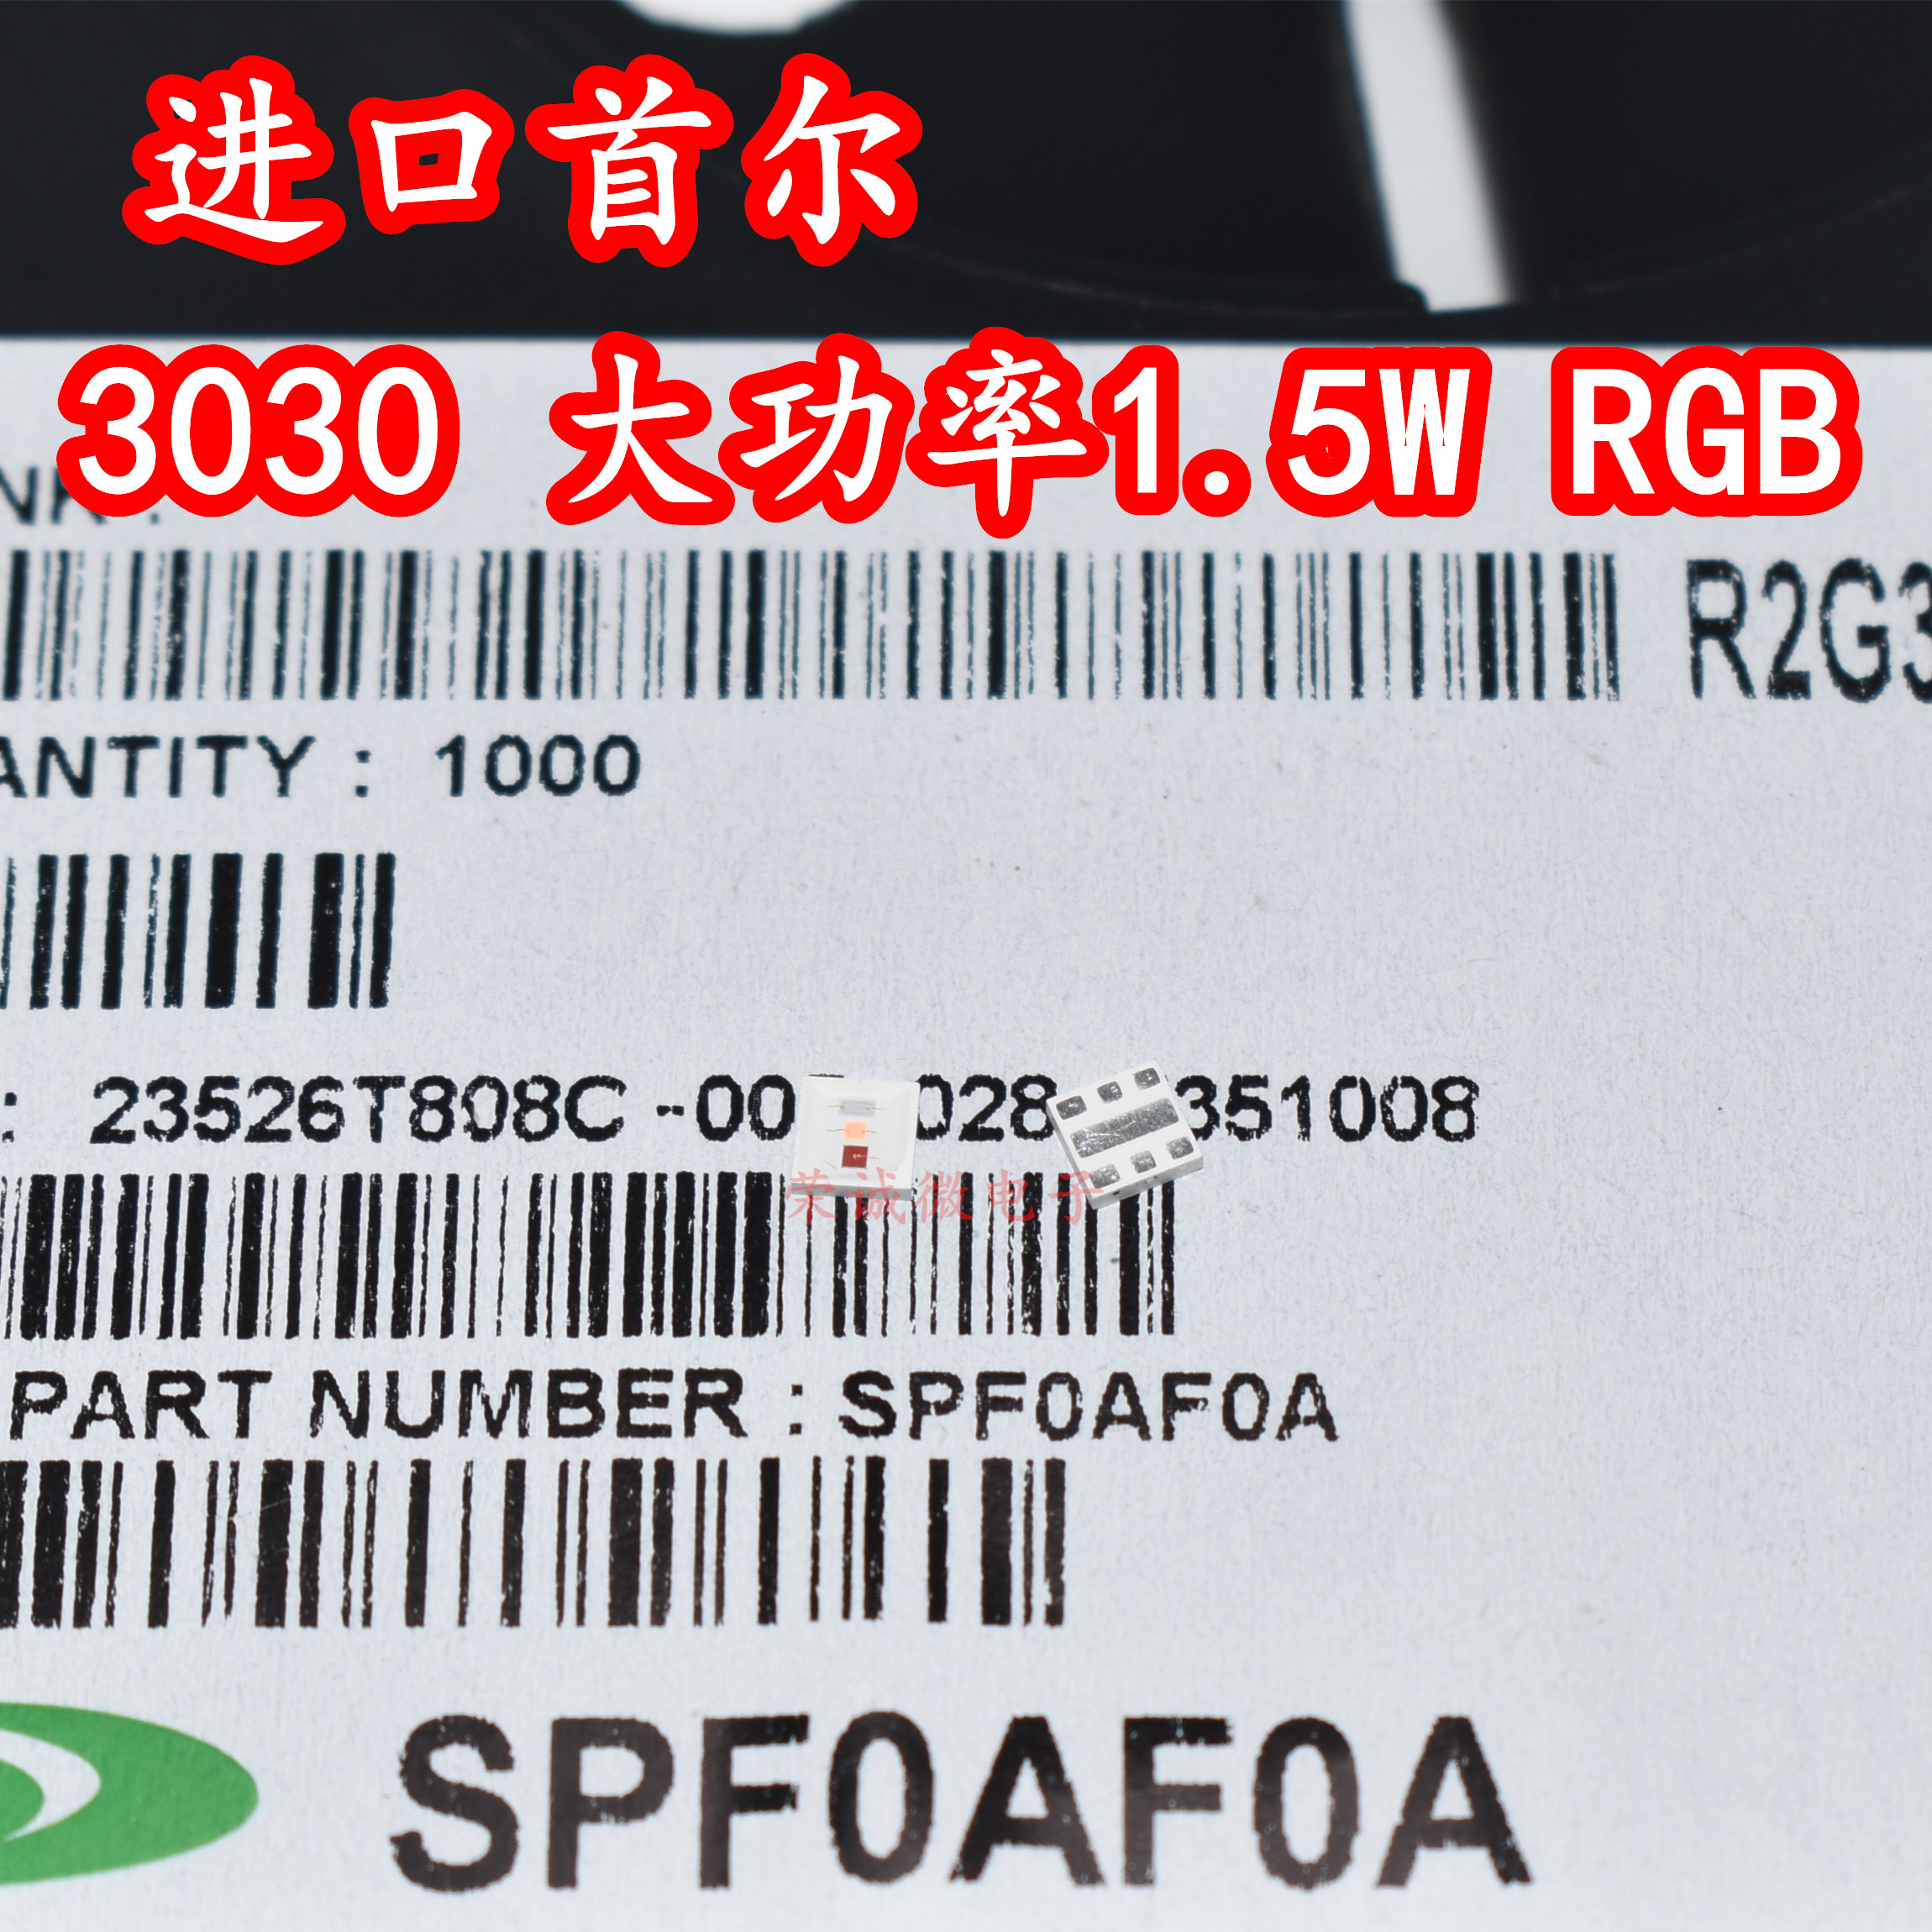 进口首尔
3030 大功率1.5W RGB
NK :
R2G3
ANTITY : 1000
: 23526T808C -00 028 351008
荣诚微电子
PART NUMBER : SPF0AF0A
SPF0AF0A